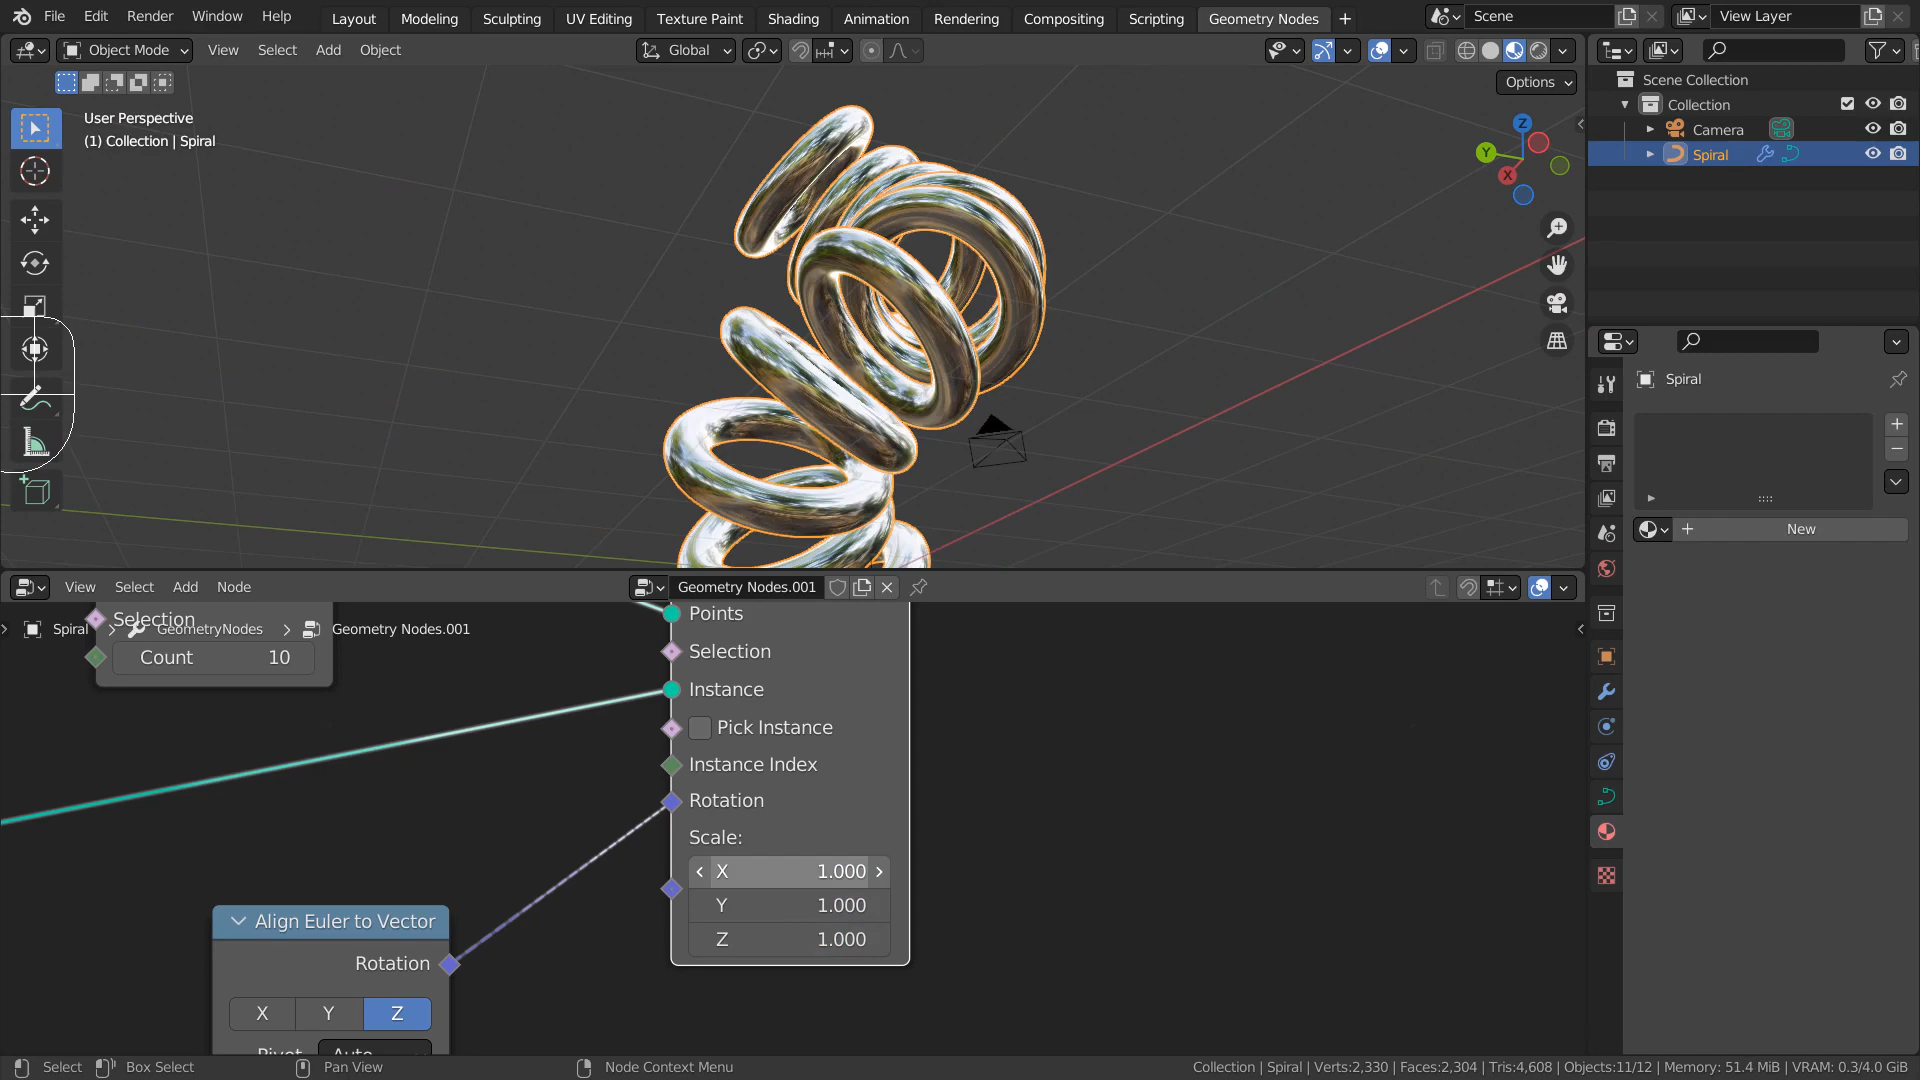 File Edit Render Window Help Layout Modeling Sculpting UV Editing Texture Paint Shading Animation Rendering Compositing Scripting Geometry Nodes + Scene View Layer
Object Mode View Select Add Object Global
Options
User Perspective
(1) Collection | Spiral
Z
Y
X
Scene Collection
Collection
Camera
Spiral
Spiral
New
View Select Add Node Geometry Nodes.001
Spiral > GeometryNodes > Geometry Nodes.001
Selection
Count 10
Points
Selection
Instance
Pick Instance
Instance Index
Rotation
Scale:
X 1.000
Y 1.000
Z 1.000
Align Euler to Vector
Rotation
X Y Z
Pivot Auto
Select Box Select Pan View Node Context Menu Collection | Spiral | Verts:2,330 | Faces:2,304 | Tris:4,608 | Objects:11/12 | Memory: 51.4 MiB | VRAM: 0.3/4.0 GiB